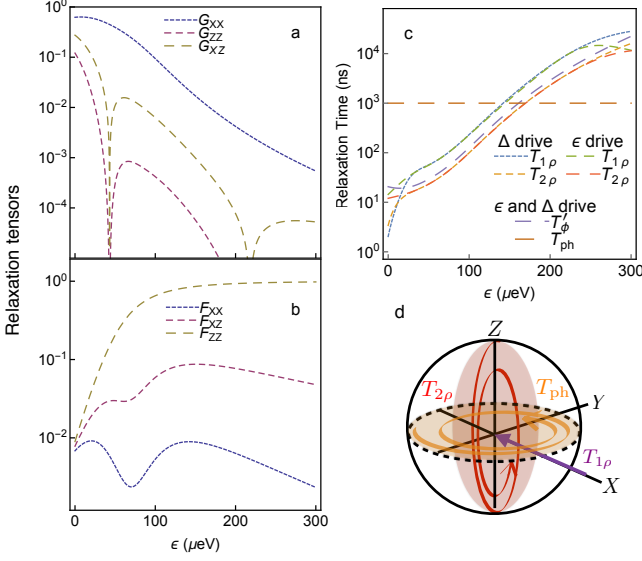 Relaxation tensors
10⁰
10⁻¹
10⁻²
10⁻³
10⁻⁴
G_XX
G_ZZ
G_XZ
a
10⁰
10⁻¹
10⁻²
F_XX
F_XZ
F_ZZ
b
0 100 200 300
ϵ (μeV)
Relaxation Time (ns)
10⁴
10³
10²
10¹
10⁰
c
Δ drive ϵ drive
T_1ρ T_1ρ
T_2ρ T_2ρ
ϵ and Δ drive
T'_ϕ
T_ph
0 100 200 300
ϵ (μeV)
d
Z
T_2ρ T_ph
Y
T_1ρ
X